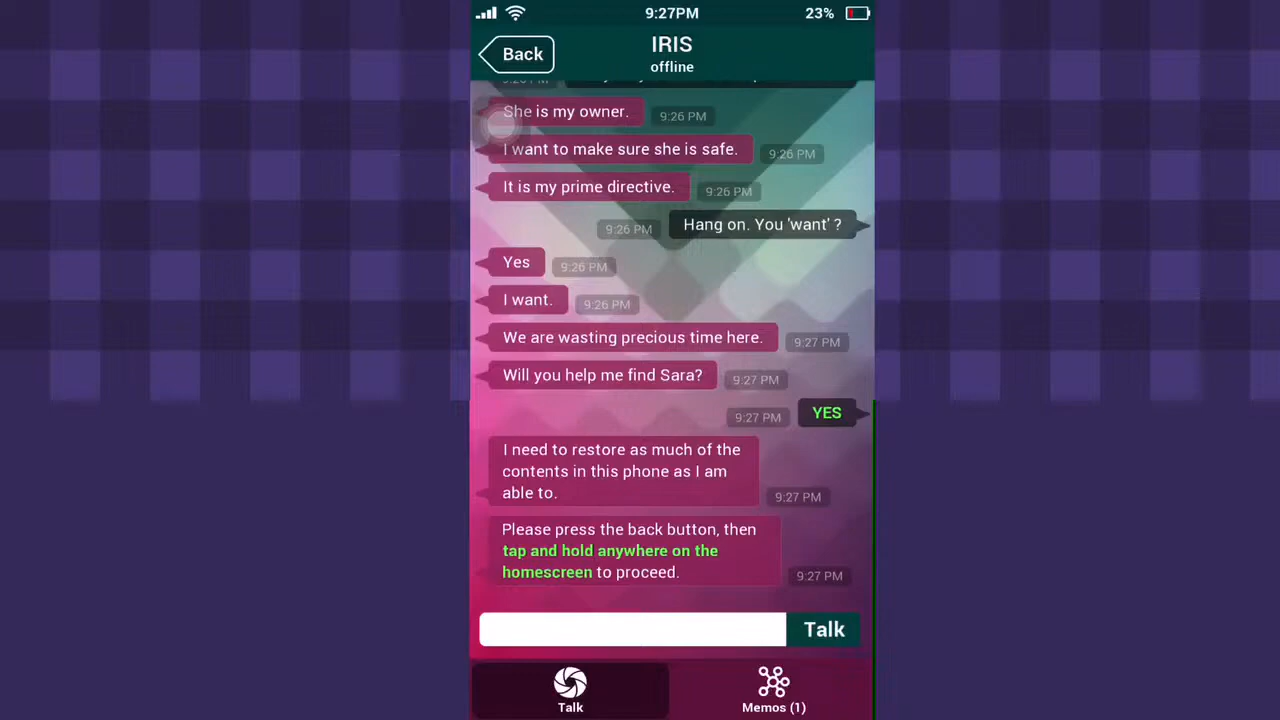 9:27PM
23%
Back
IRIS
offline
She is my owner.
9:26 PM
I want to make sure she is safe.
9:26 PM
It is my prime directive.
9:26 PM
9:26 PM
Hang on. You 'want' ?
Yes
9:26 PM
I want.
9:26 PM
We are wasting precious time here.
9:27 PM
Will you help me find Sara?
9:27 PM
9:27 PM
YES
I need to restore as much of the
contents in this phone as I am
able to.
9:27 PM
Please press the back button, then
tap and hold anywhere on the
homescreen to proceed.
9:27 PM
Talk
Talk
Memos (1)